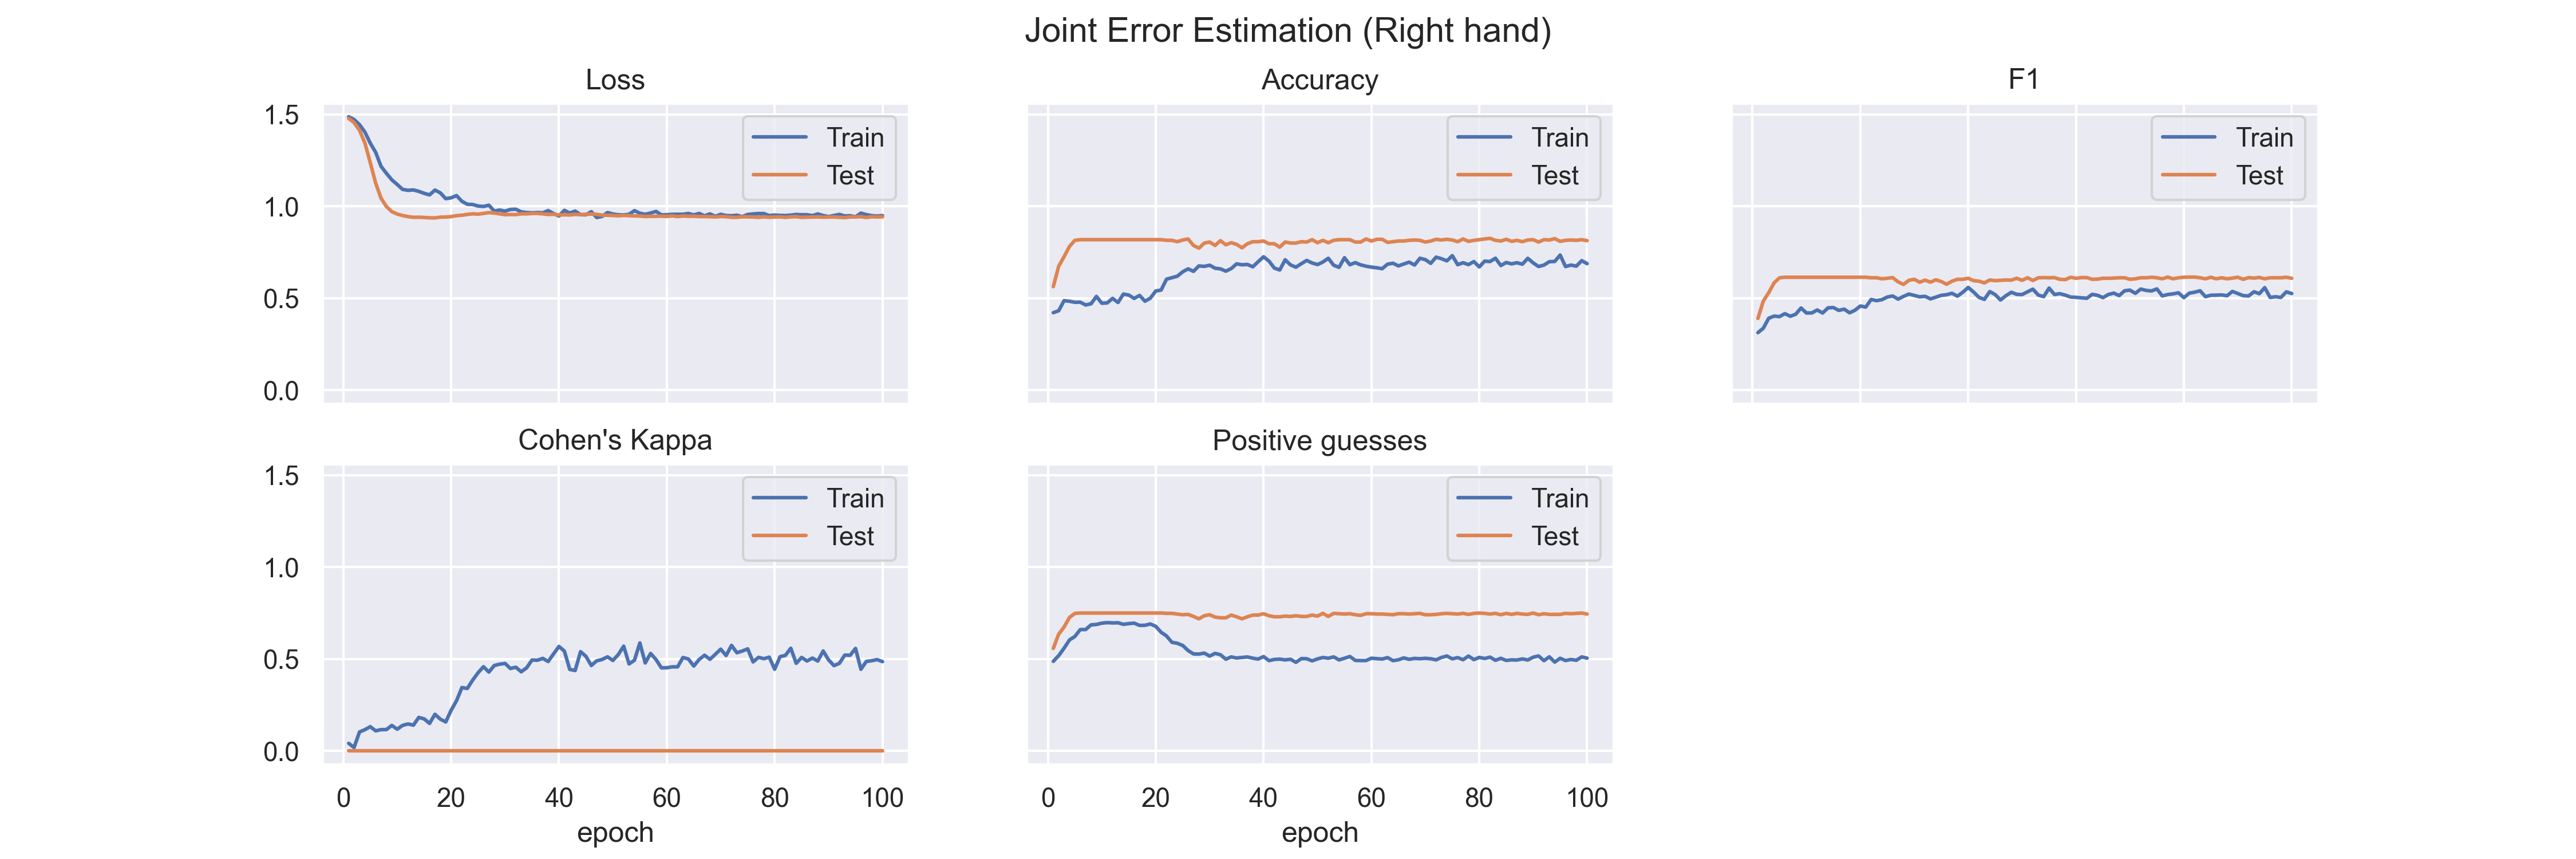 Joint Error Estimation (Right hand)
Loss
1.5
1.0
0.5
0.0
Train
Test
Accuracy
Train
Test
F1
Train
Test
Cohen's Kappa
1.5
1.0
0.5
0.0
Train
Test
0 20 40 60 80 100
epoch
Positive guesses
Train
Test
0 20 40 60 80 100
epoch